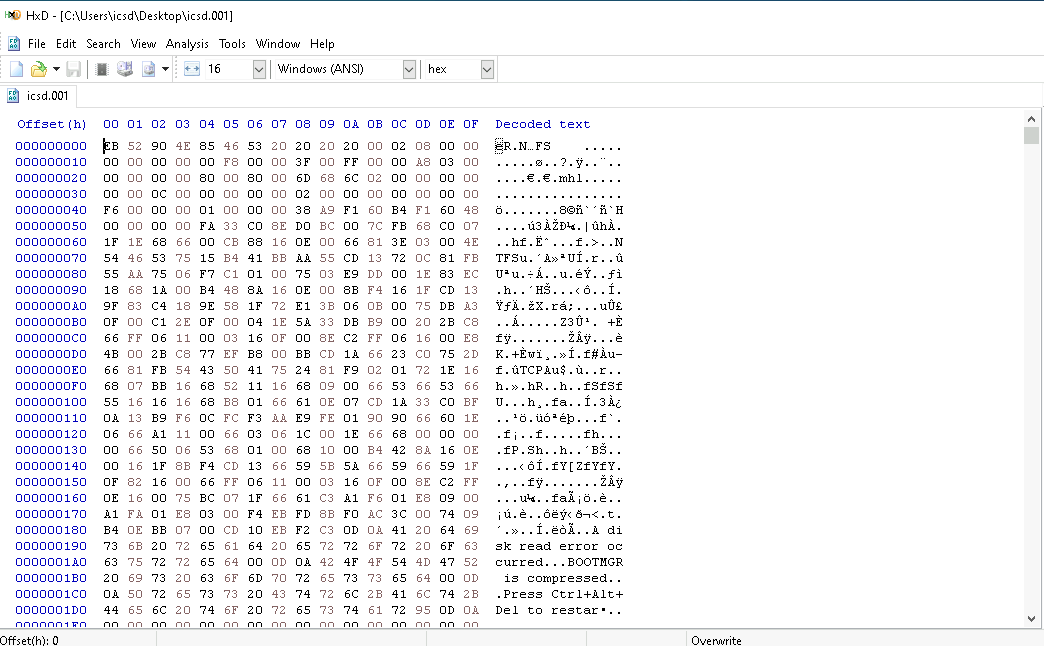 HxD - [C:\Users\icsd\Desktop\icsd.001]
File Edit Search View Analysis Tools Window Help
16 Windows (ANSI) hex
icsd.001
Offset(h) 00 01 02 03 04 05 06 07 08 09 0A 0B 0C 0D 0E 0F Decoded text
000000000 EB 52 90 4E 85 46 53 20 20 20 20 00 02 08 00 00 ëR.N…FS    .....
000000010 00 00 00 00 00 F8 00 00 3F 00 FF 00 00 A8 03 00 .....ø..?.ÿ..¨..
000000020 00 00 00 00 80 00 80 00 6D 68 6C 02 00 00 00 00 ....€.€.mhl.....
000000030 00 00 0C 00 00 00 00 00 02 00 00 00 00 00 00 00 ................
000000040 F6 00 00 00 01 00 00 00 38 A9 F1 60 B4 F1 60 48 ö.......8©ñ`´ñ`H
000000050 00 00 00 00 FA 33 C0 8E D0 BC 00 7C FB 68 C0 07 ....ú3ÀŽÐ¼.|ûhÀ.
000000060 1F 1E 68 66 00 CB 88 16 0E 00 66 81 3E 03 00 4E ..hf.Ëˆ...f.>..N
000000070 54 46 53 75 15 B4 41 BB AA 55 CD 13 72 0C 81 FB TFSu.´A»ªUÍ.r..û
000000080 55 AA 75 06 F7 C1 01 00 75 03 E9 DD 00 1E 83 EC Uªu.÷Á..u.éÝ..ƒì
000000090 18 68 1A 00 B4 48 8A 16 0E 00 8B F4 16 1F CD 13 .h..´HŠ...‹ô..Í.
0000000A0 9F 83 C4 18 9E 58 1F 72 E1 3B 06 0B 00 75 DB A3 ŸƒÄ.žX.rá;...uÛ£
0000000B0 0F 00 C1 2E 0F 00 04 1E 5A 33 DB B9 00 20 2B C8 ..Á.....Z3Û¹. +È
0000000C0 66 FF 06 11 00 03 16 0F 00 8E C2 FF 06 16 00 E8 fÿ.......ŽÂÿ...è
0000000D0 4B 00 2B C8 77 EF B8 00 BB CD 1A 66 23 C0 75 2D K.+Èwï¸.»Í.f#Àu-
0000000E0 66 81 FB 54 43 50 41 75 24 81 F9 02 01 72 1E 16 f.ûTCPAu$.ù..r..
0000000F0 68 07 BB 16 68 52 11 16 68 09 00 66 53 66 53 66 h.».hR..h..fSfSf
000000100 55 16 16 16 68 B8 01 66 61 0E 07 CD 1A 33 C0 BF U...h¸.fa..Í.3À¿
000000110 0A 13 B9 F6 0C FC F3 AA E9 FE 01 90 90 66 60 1E ..¹ö.üóªéþ...f`.
000000120 06 66 A1 11 00 66 03 06 1C 00 1E 66 68 00 00 00 .f¡..f.....fh...
000000130 00 66 50 06 53 68 01 00 68 10 00 B4 42 8A 16 0E .fP.Sh..h..´BŠ..
000000140 00 16 1F 8B F4 CD 13 66 59 5B 5A 66 59 66 59 1F ...‹ôÍ.fY[ZfYfY.
000000150 0F 82 16 00 66 FF 06 11 00 03 16 0F 00 8E C2 FF .‚..fÿ.......ŽÂÿ
000000160 0E 16 00 75 BC 07 1F 66 61 C3 A1 F6 01 E8 09 00 ...u¼..faÃ¡ö.è..
000000170 A1 FA 01 E8 03 00 F4 EB FD 8B F0 AC 3C 00 74 09 ¡ú.è..ôëý‹ð¬<.t.
000000180 B4 0E BB 07 00 CD 10 EB F2 C3 0D 0A 41 20 64 69 ´.»..Í.ëòÃ..A di
000000190 73 6B 20 72 65 61 64 20 65 72 72 6F 72 20 6F 63 sk read error oc
0000001A0 63 75 72 72 65 64 00 0D 0A 42 4F 4F 54 4D 47 52 curred...BOOTMGR
0000001B0 20 69 73 20 63 6F 6D 70 72 65 73 73 65 64 00 0D  is compressed..
0000001C0 0A 50 72 65 73 73 20 43 74 72 6C 2B 41 6C 74 2B .Press Ctrl+Alt+
0000001D0 44 65 6C 20 74 6F 20 72 65 73 74 61 72 95 0D 0A Del to restar•..
Offset(h): 0 Overwrite